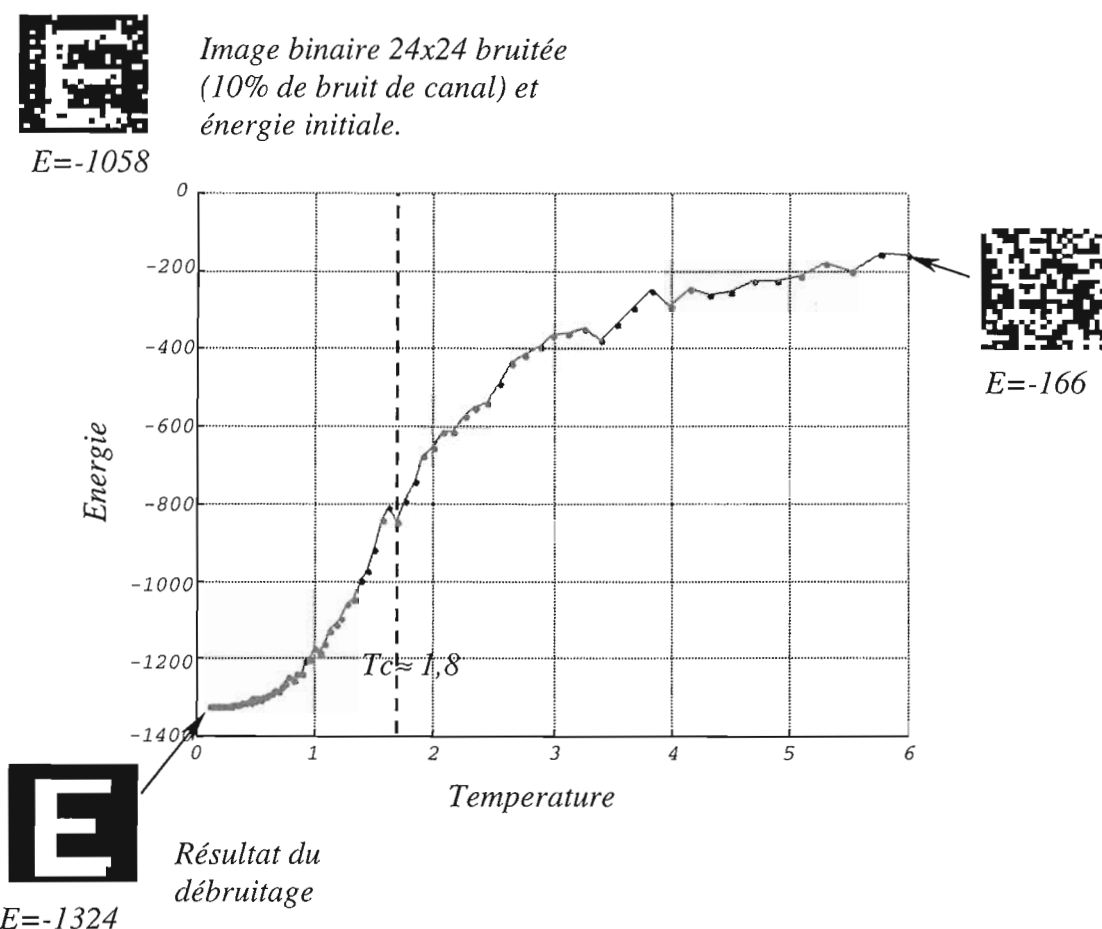 Image binaire 24x24 bruitée
(10% de bruit de canal) et
énergie initiale.
E=-1058
0
-200
-400
-600
-800
-1000
-1200
-1400
Energie
E=-166
Tc≈ 1,8
0 1 2 3 4 5 6
Temperature
Résultat du
débruitage
E=-1324